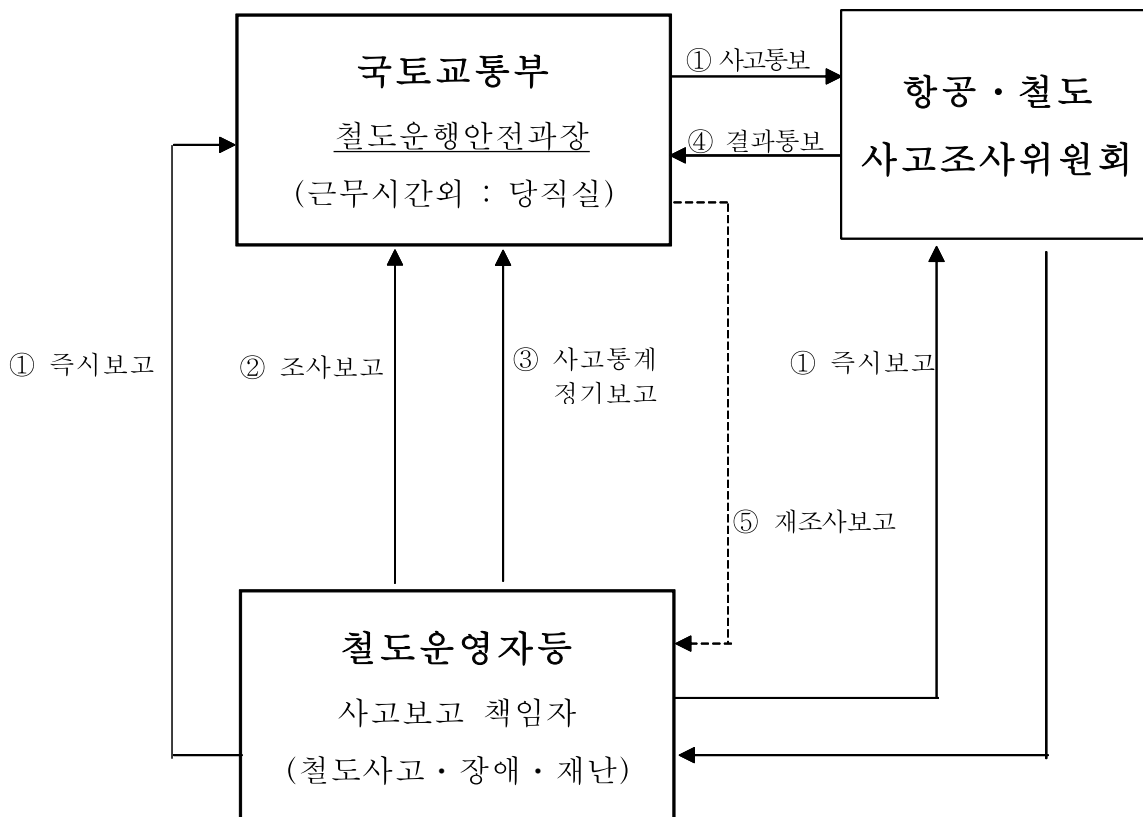 국토교통부
철도운행안전과장
(근무시간외 : 당직실)
① 사고통보
④ 결과통보
항공・철도
사고조사위원회
① 즉시보고
② 조사보고
③ 사고통계
정기보고
① 즉시보고
⑤ 재조사보고
철도운영자등
사고보고 책임자
(철도사고・장애・재난)